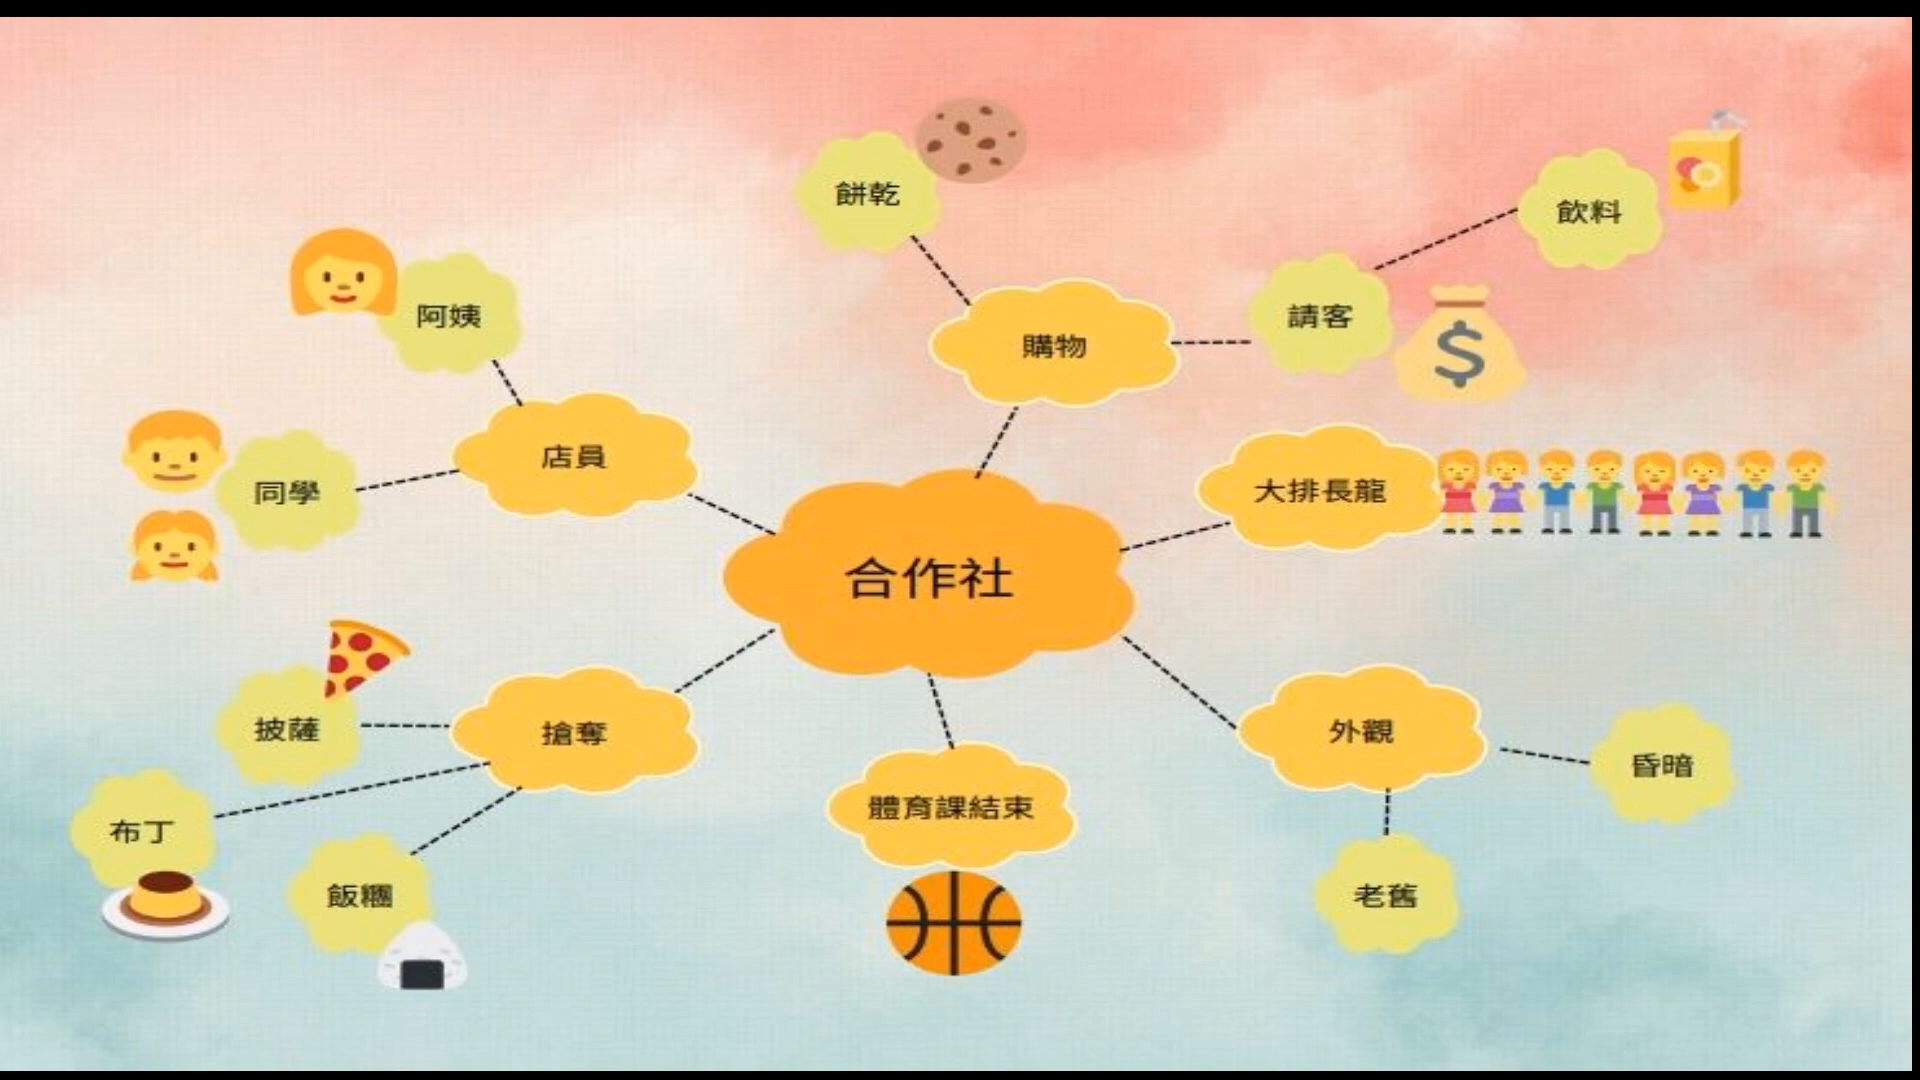 餅乾
飲料
阿姨
請客
購物
店員
同學
大排長龍
合作社
披薩
搶奪
外觀
昏暗
體育課結束
布丁
飯糰
老舊